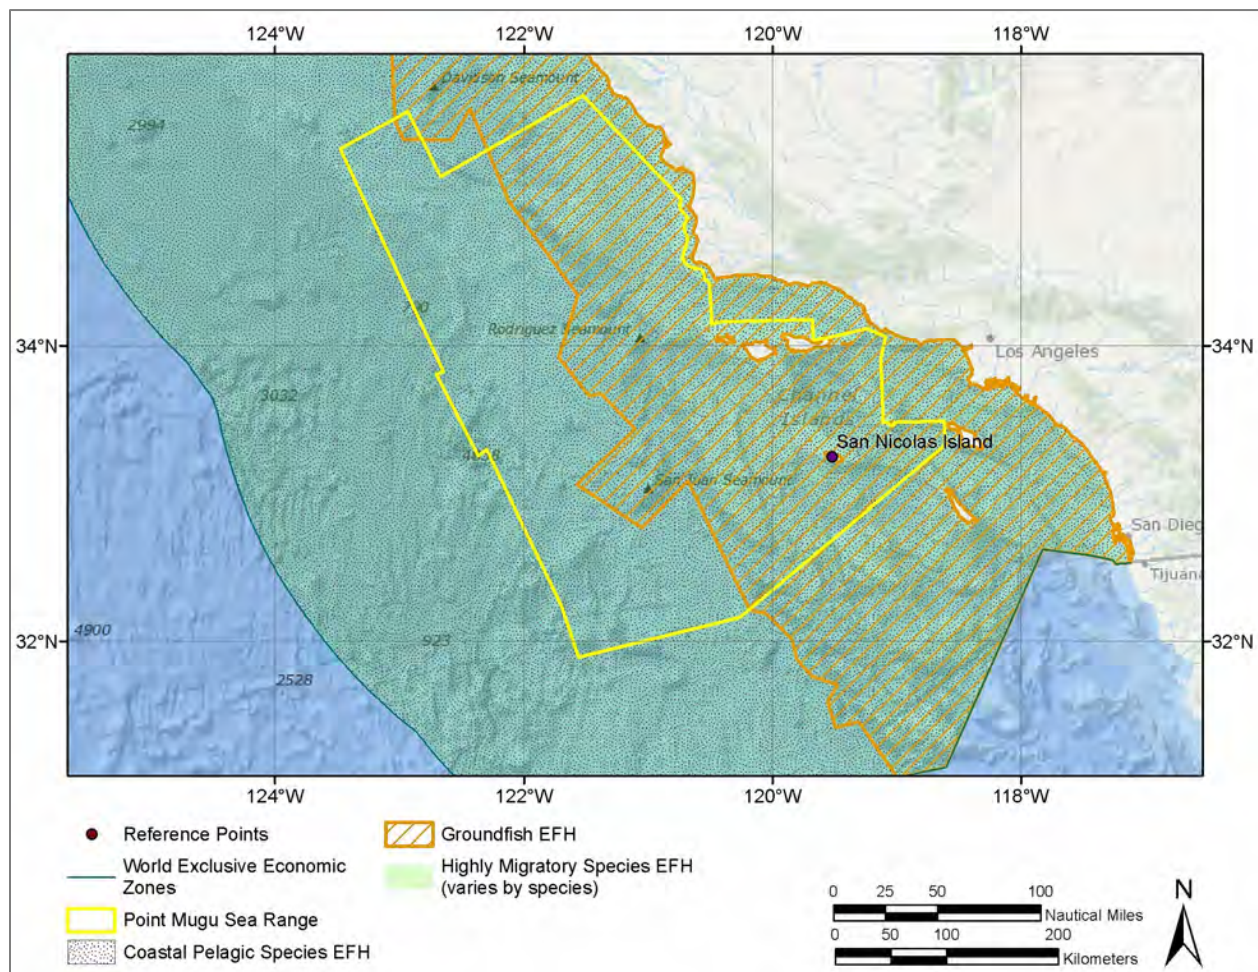 124°W 122°W 120°W 118°W
Davidson Seamount
2994
34°N 34°N
Rodriguez Seamount
Los Angeles
3032
Channel
Islands
San Nicolas Island
San Juan Seamount
San Dieg
Tijuana
32°N 32°N
4900
923
2528
124°W 122°W 120°W 118°W
Reference Points
World Exclusive Economic
Zones
Point Mugu Sea Range
Coastal Pelagic Species EFH
Groundfish EFH
Highly Migratory Species EFH
(varies by species)
0 25 50 100
Nautical Miles
0 50 100 200
Kilometers
N